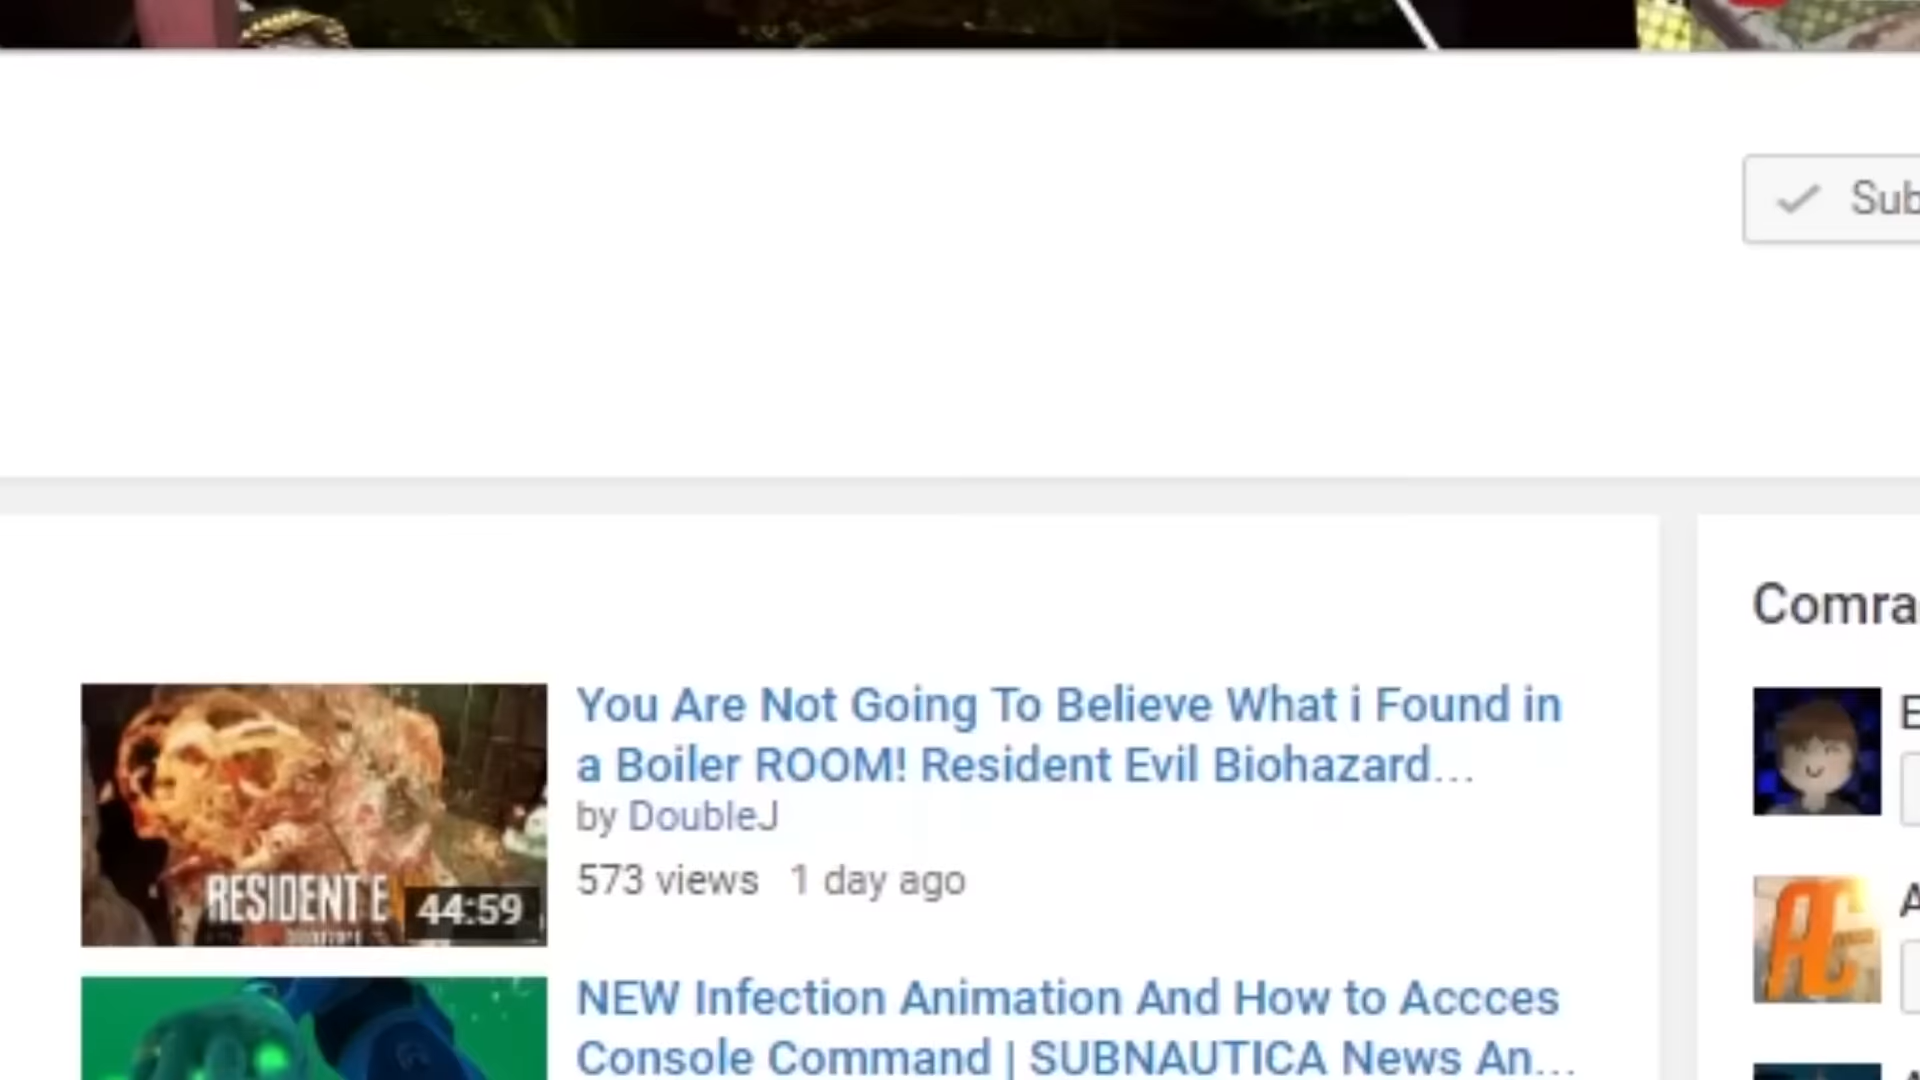 Sub
Comra
You Are Not Going To Believe What i Found in
a Boiler ROOM! Resident Evil Biohazard...
by DoubleJ
573 views 1 day ago
RESIDENT E
44:59
E
A
AC
NEW Infection Animation And How to Accces
Console Command | SUBNAUTICA News An...